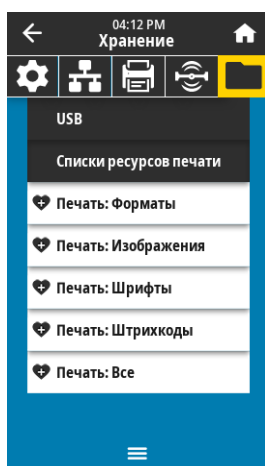 04:12 PM
Хранение
USB
Списки ресурсов печати
Печать: Форматы
Печать: Изображения
Печать: Шрифты
Печать: Штрихкоды
Печать: Все